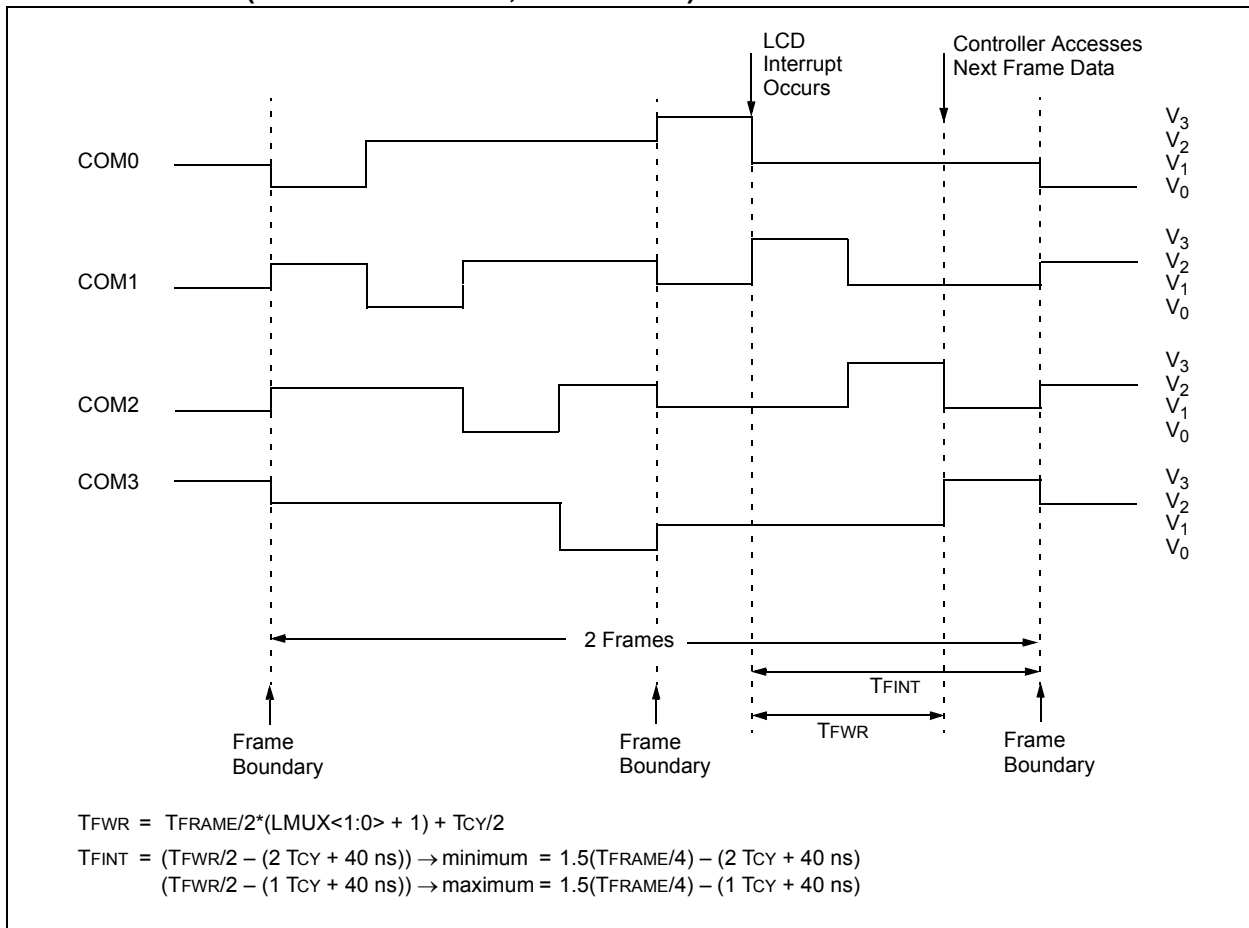 LCD
Interrupt
Occurs
Controller Accesses
Next Frame Data
COM0
V3
V2
V1
V0
COM1
V3
V2
V1
V0
COM2
V3
V2
V1
V0
COM3
V3
V2
V1
V0
2 Frames
TFINT
TFWR
Frame
Boundary
Frame
Boundary
Frame
Boundary
TFWR = TFRAME/2*(LMUX<1:0> + 1) + TCY/2
TFINT = (TFWR/2 – (2 TCY + 40 ns)) → minimum = 1.5(TFRAME/4) – (2 TCY + 40 ns)
(TFWR/2 – (1 TCY + 40 ns)) → maximum = 1.5(TFRAME/4) – (1 TCY + 40 ns)